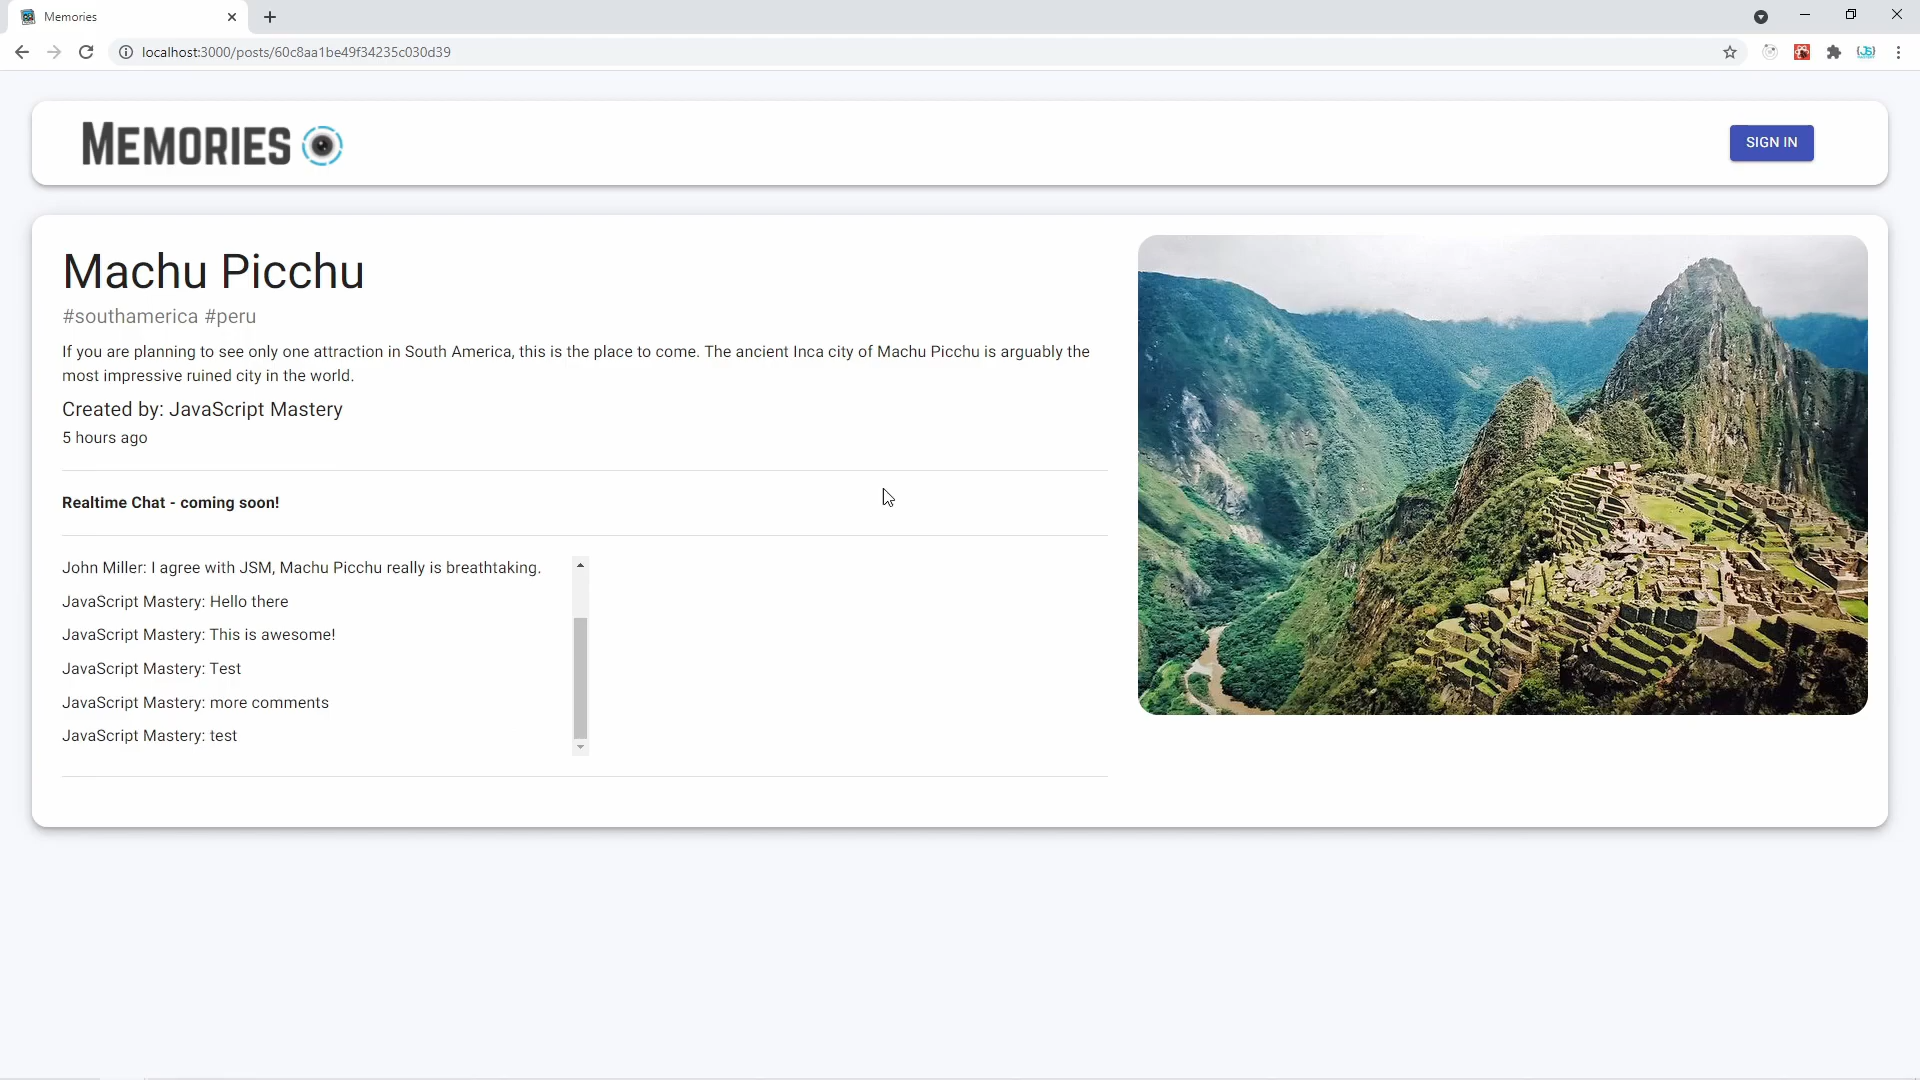 Memories
localhost:3000/posts/60c8aa1be49f34235c030d39
MEMORIES
SIGN IN
Machu Picchu
#southamerica #peru
If you are planning to see only one attraction in South America, this is the place to come. The ancient Inca city of Machu Picchu is arguably the
most impressive ruined city in the world.
Created by: JavaScript Mastery
5 hours ago
Realtime Chat - coming soon!
John Miller: I agree with JSM, Machu Picchu really is breathtaking.
JavaScript Mastery: Hello there
JavaScript Mastery: This is awesome!
JavaScript Mastery: Test
JavaScript Mastery: more comments
JavaScript Mastery: test